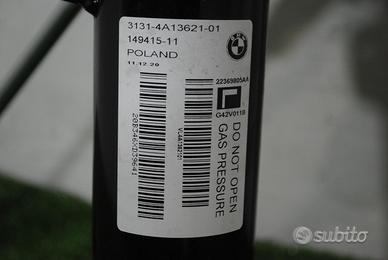 3131-4A13621-01
149415-11
POLAND
11.12.20
22369805AA
G42V011B
DO NOT OPEN
GAS PRESSURE
subito